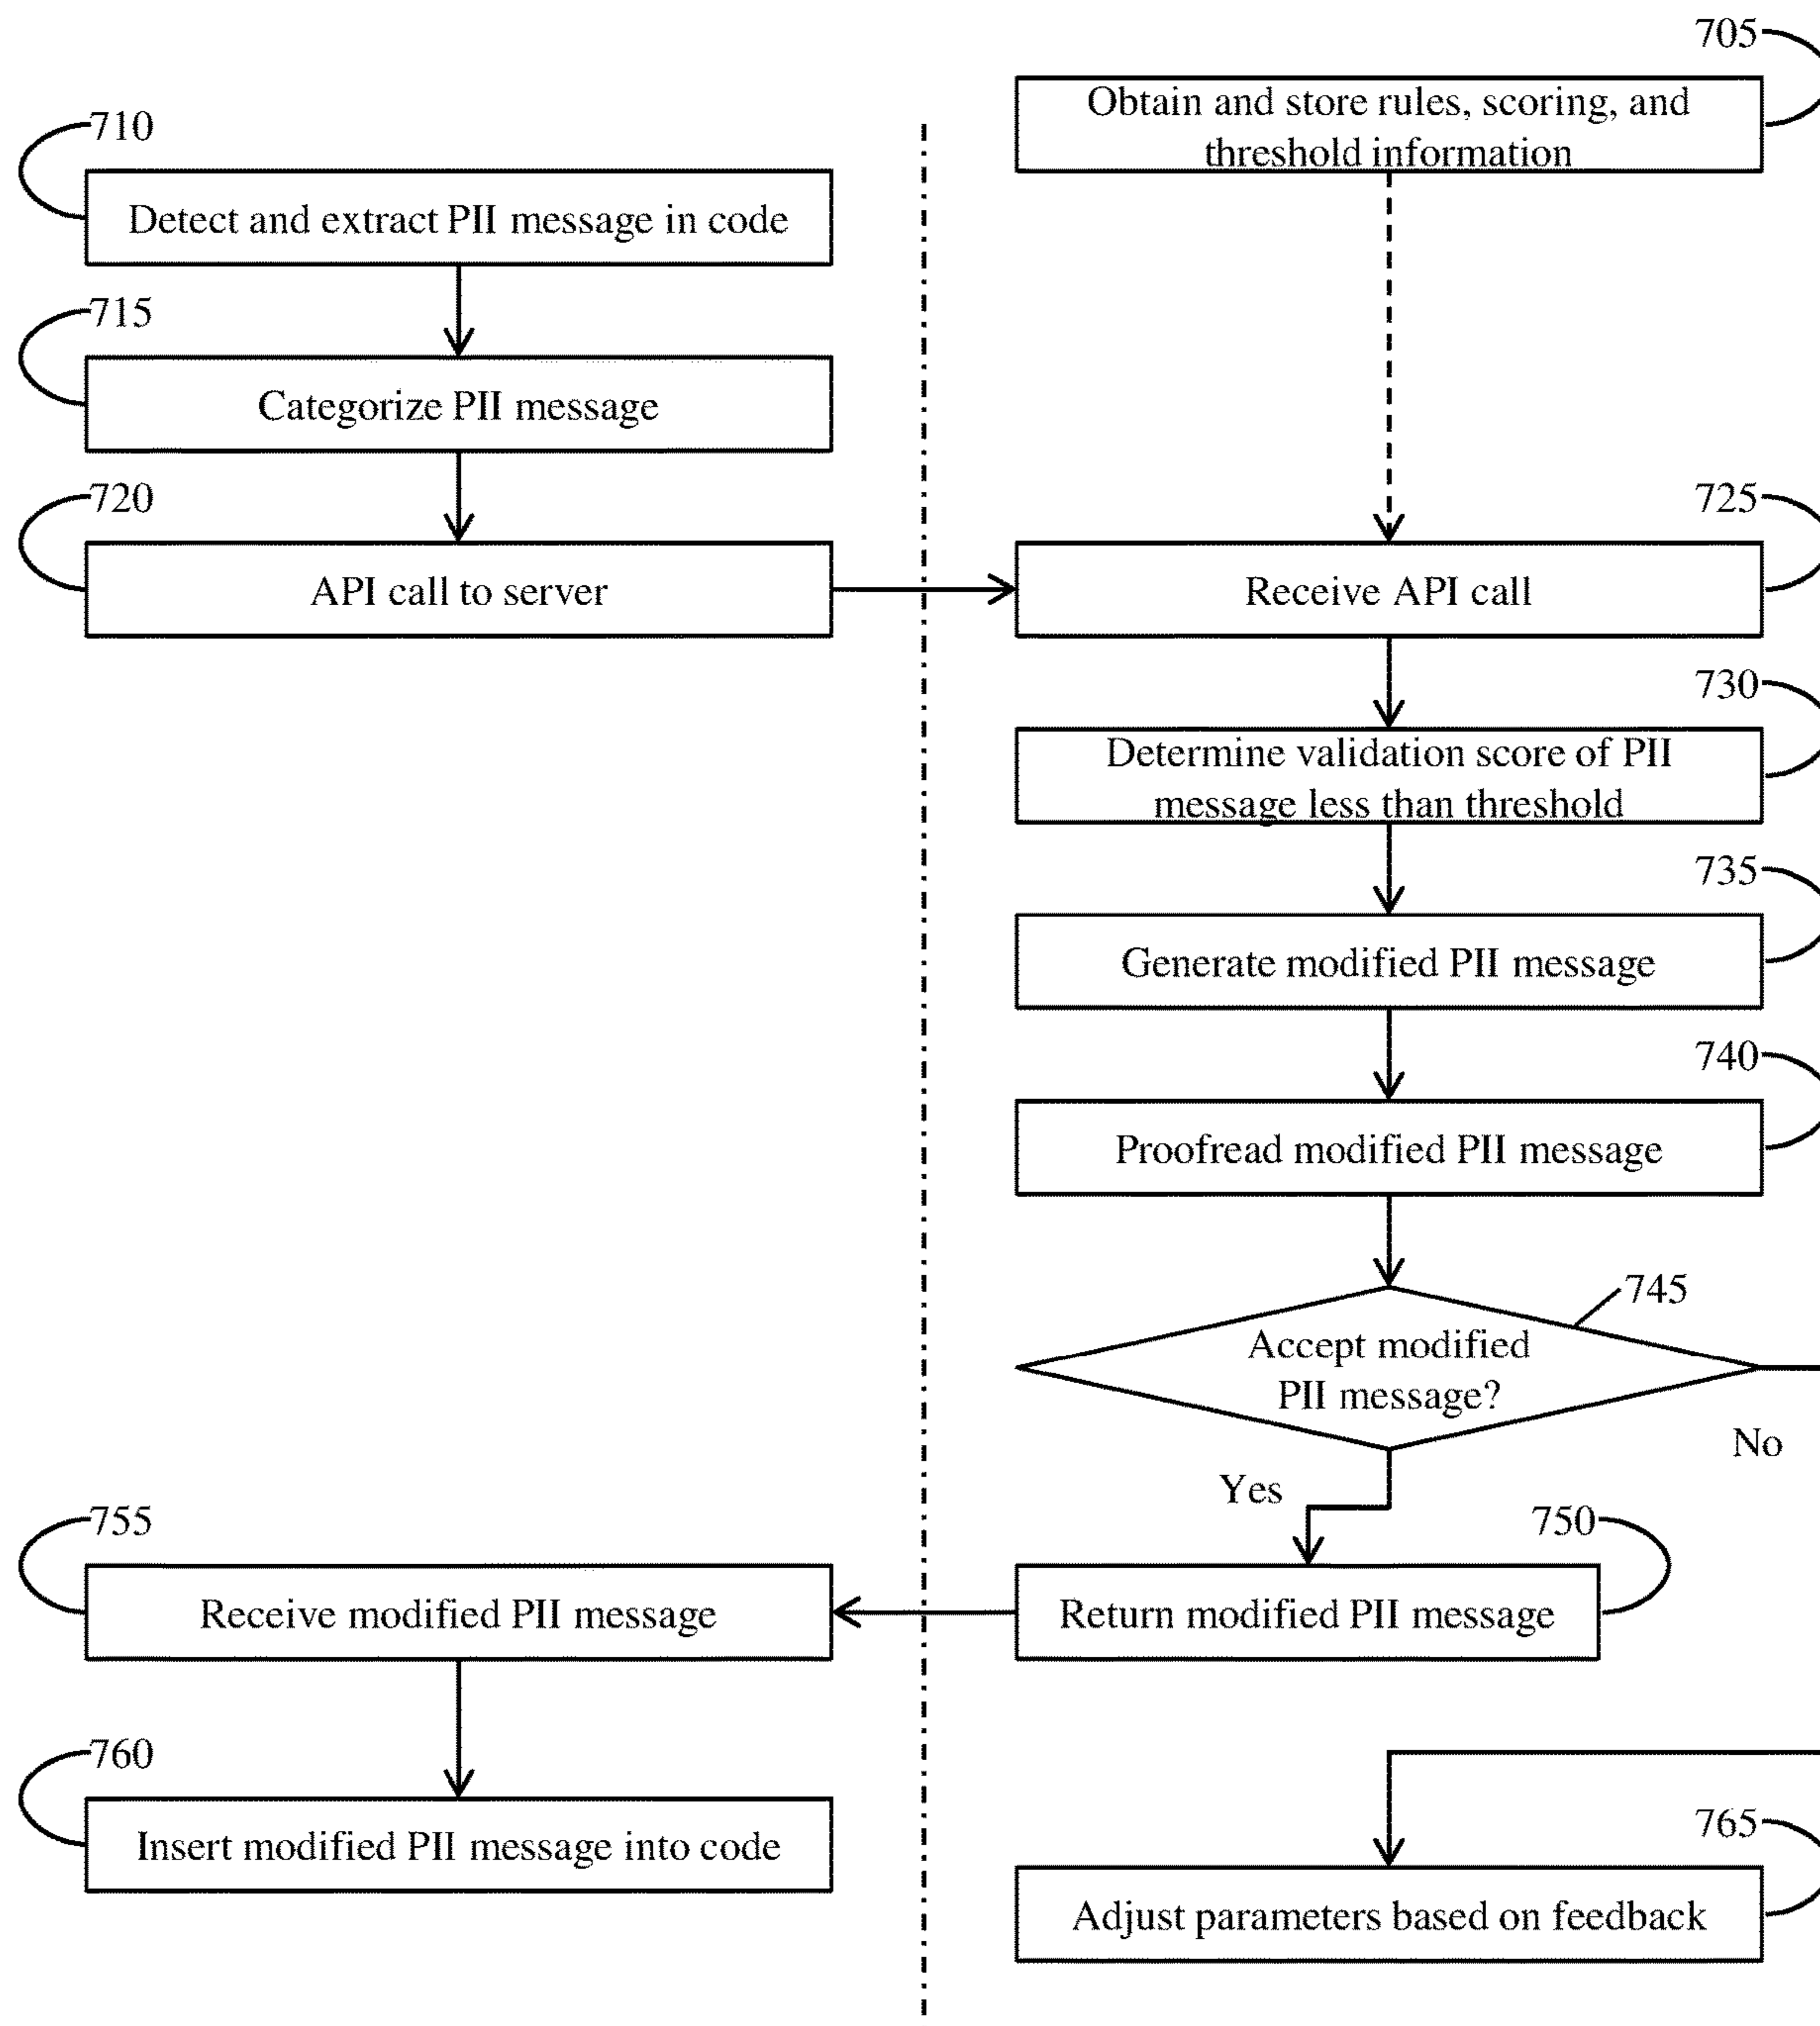 705
Obtain and store rules, scoring, and
threshold information
710
Detect and extract PII message in code
715
Categorize PII message
720
API call to server
725
Receive API call
730
Determine validation score of PII
message less than threshold
735
Generate modified PII message
740
Proofread modified PII message
745
Accept modified
PII message?
No
Yes
750
Return modified PII message
755
Receive modified PII message
760
Insert modified PII message into code
765
Adjust parameters based on feedback